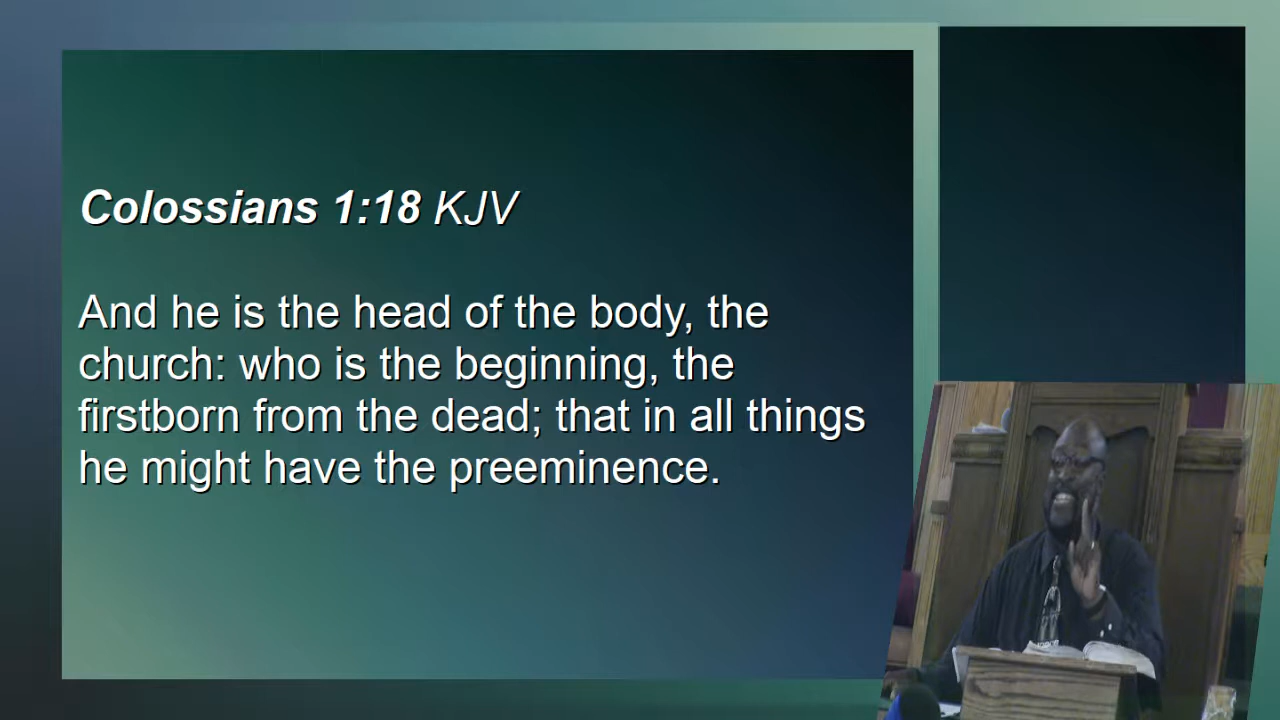 Colossians 1:18 KJV
And he is the head of the body, the
church: who is the beginning, the
firstborn from the dead; that in all things
he might have the preeminence.